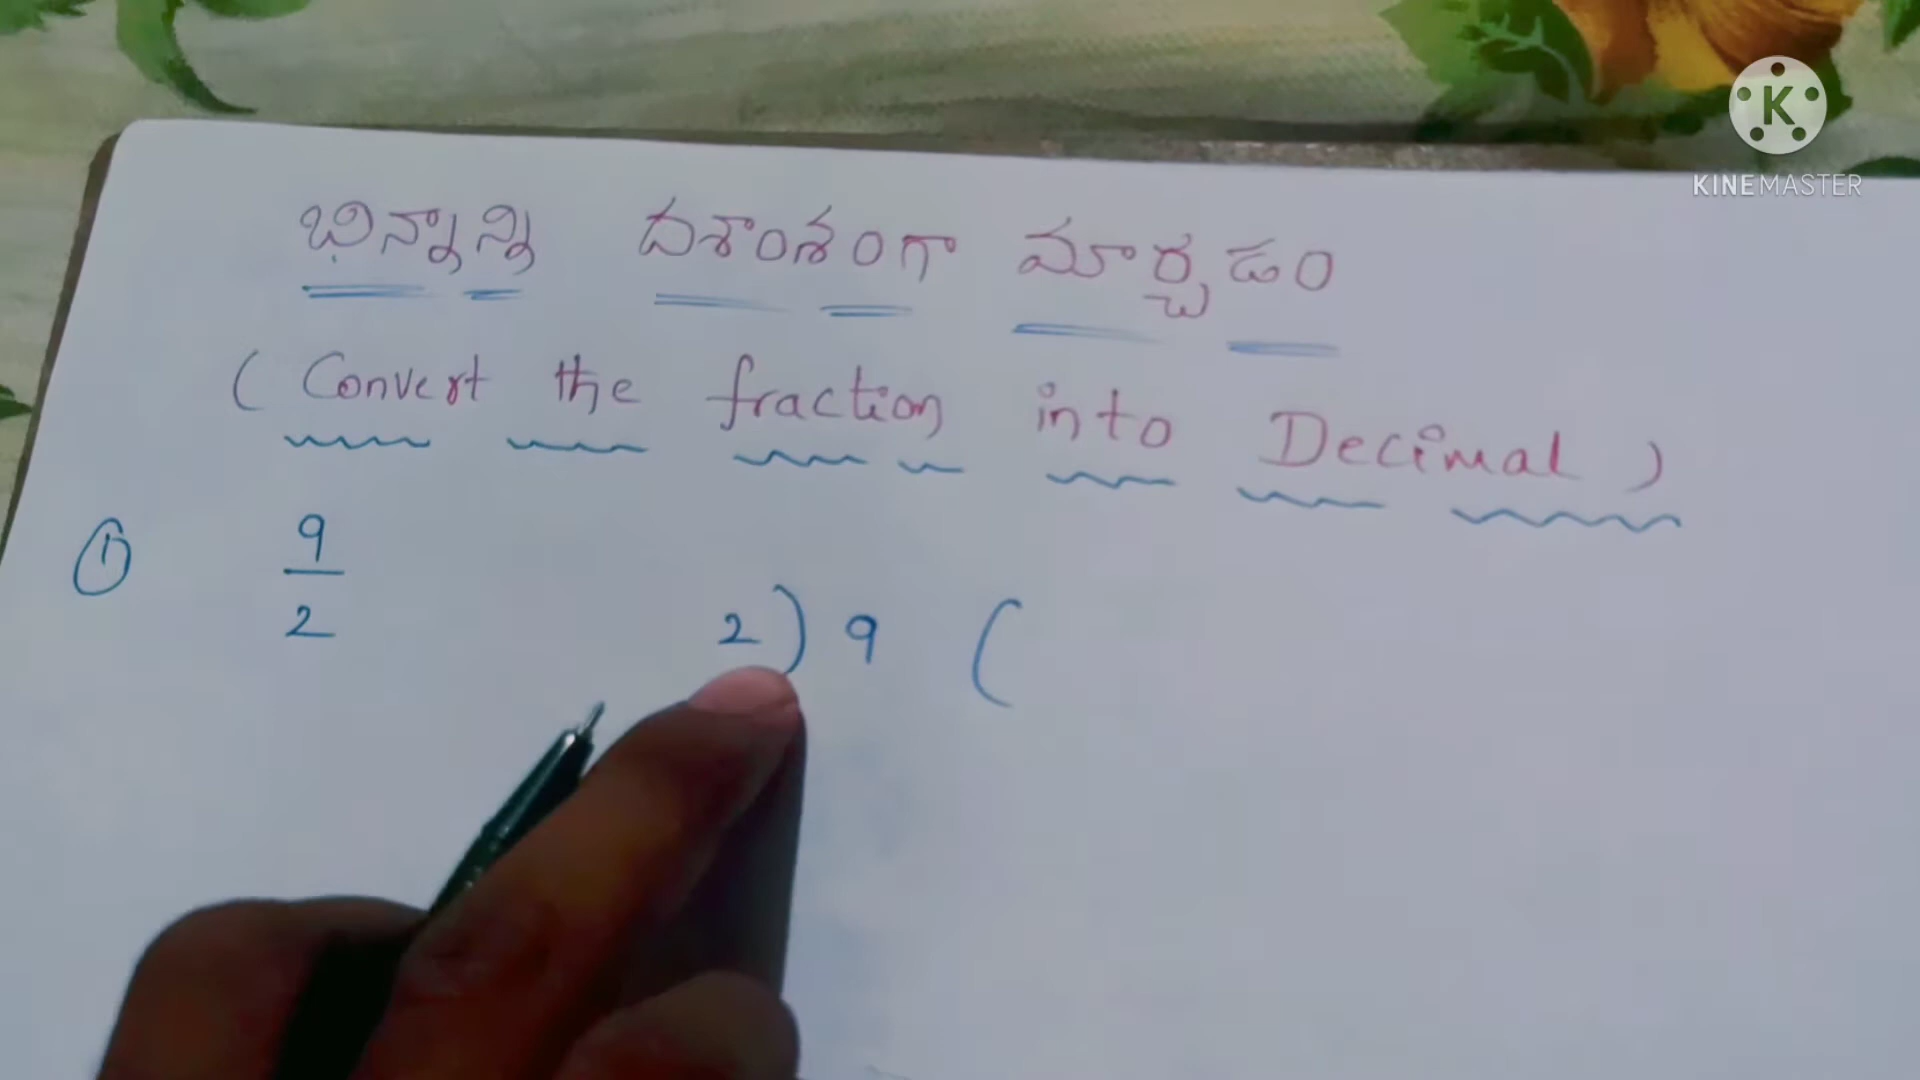 K
KINEMASTER
భిన్నాన్ని దశాంశంగా మార్చడం
( Convert the fraction into Decimal )
① 9
2
2) 9 (